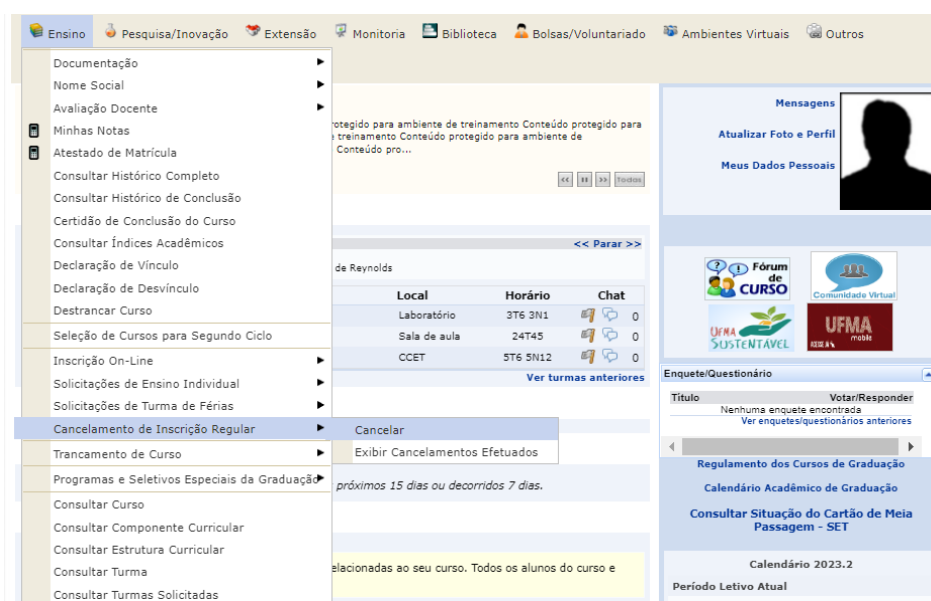 Ensino Pesquisa/Inovação Extensão Monitoria Biblioteca Bolsas/Voluntariado Ambientes Virtuais Outros
Documentação
Nome Social
Avaliação Docente
Minhas Notas
Atestado de Matrícula
Consultar Histórico Completo
Consultar Histórico de Conclusão
Certidão de Conclusão do Curso
Consultar Índices Acadêmicos
Declaração de Vínculo
Declaração de Desvínculo
Destrancar Curso
Seleção de Cursos para Segundo Ciclo
Inscrição On-Line
Solicitações de Ensino Individual
Solicitações de Turma de Férias
Cancelamento de Inscrição Regular
Trancamento de Curso
Programas e Seletivos Especiais da Graduação
Consultar Curso
Consultar Componente Curricular
Consultar Estrutura Curricular
Consultar Turma
Consultar Turmas Solicitadas
Cancelar
Exibir Cancelamentos Efetuados
rotegido para ambiente de treinamento Conteúdo protegido para
treinamento Conteúdo protegido para ambiente de
Conteúdo pro...
<< II >> Todos
<< Parar >>
de Reynolds
Local Horário Chat
Laboratório 3T6 3N1 0
Sala de aula 24T45 0
CCET 5T6 5N12 0
Ver turmas anteriores
próximos 15 dias ou decorridos 7 dias.
elacionadas ao seu curso. Todos os alunos do curso e
Mensagens
Atualizar Foto e Perfil
Meus Dados Pessoais
Fórum
de
CURSO
Comunidade Virtual
UFMA
SUSTENTÁVEL
UFMA
mobile
Enquete/Questionário
Título Votar/Responder
Nenhuma enquete encontrada
Ver enquetes/questionários anteriores
Regulamento dos Cursos de Graduação
Calendário Acadêmico de Graduação
Consultar Situação do Cartão de Meia
Passagem - SET
Calendário 2023.2
Período Letivo Atual